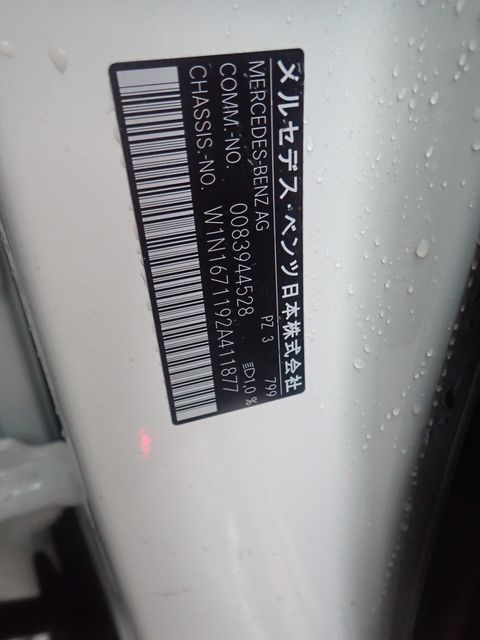 メルセデス・ベンツ日本株式会社
MERCEDES-BENZ AG PZ 3 799
COMM.-NO. 0083944528 1,0 %
CHASSIS.-NO. W1N1671192A411877